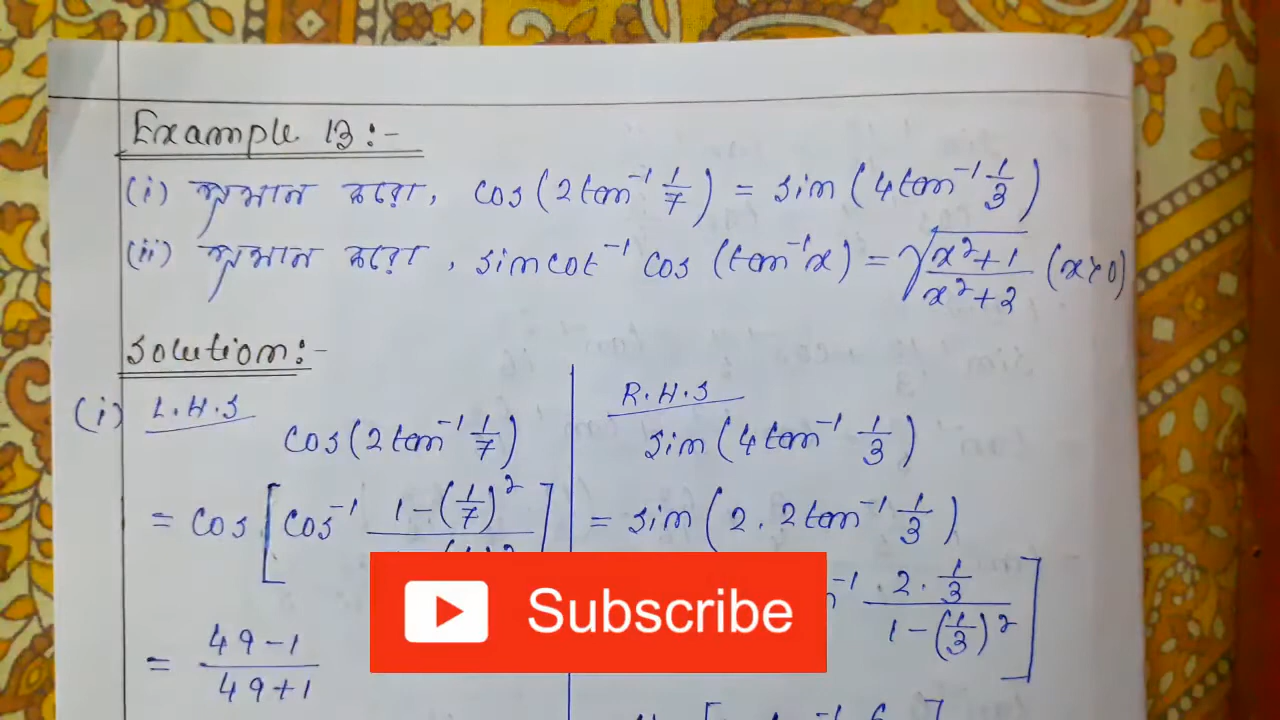 Example 13:-
(i) প্রমান করো, cos(2tan⁻¹ 1/7) = sin(4tan⁻¹ 1/3)
(ii) প্রমান করো, sin cot⁻¹ cos(tan⁻¹x) = √(x²+1)/(x²+2) (x>0)
Solution:-
(i) L.H.S
cos(2tan⁻¹ 1/7)
= cos[cos⁻¹ 1-(1/7)²
= 49-1/49+1
R.H.S
sin(4tan⁻¹ 1/3)
= sin(2.2tan⁻¹ 1/3)
⁻¹ 2.1/3 / 1-(1/3)²]
Subscribe